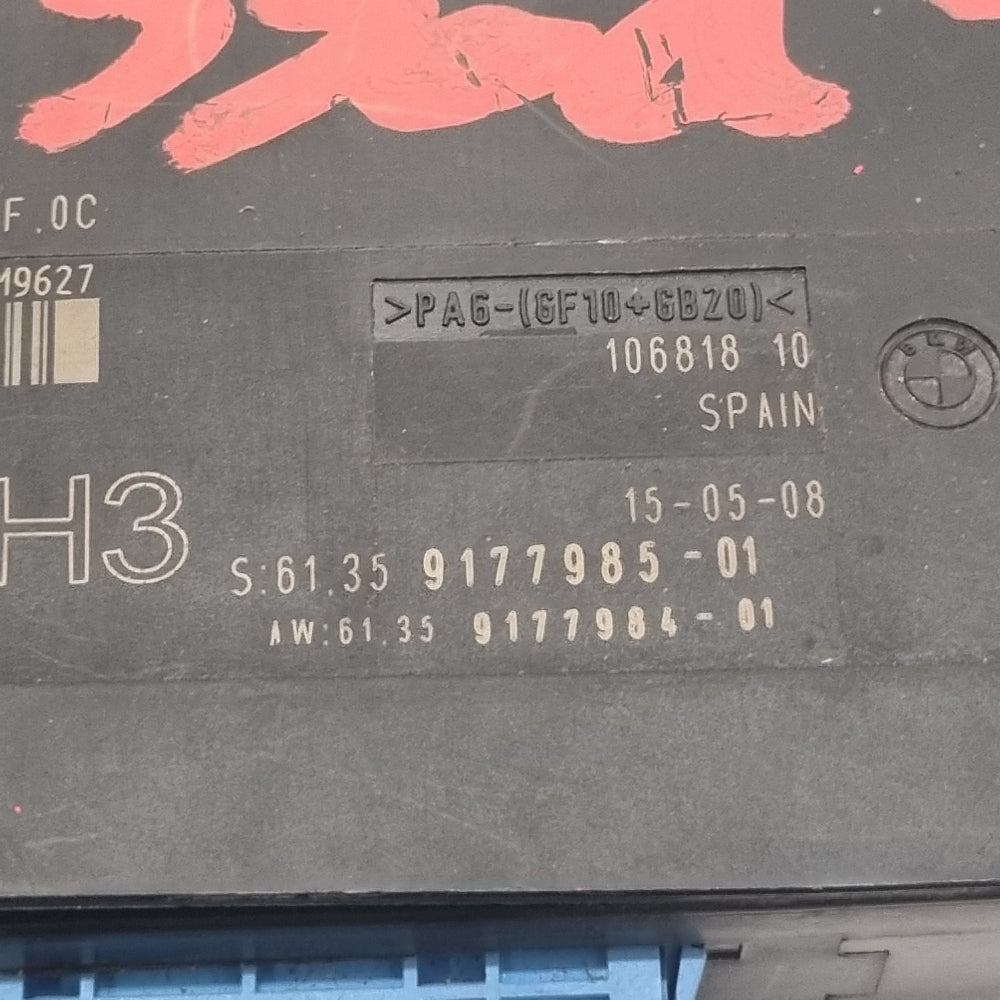 F.0C
19627
>PA6-(GF10+GB20)<
106818 10
SPAIN
BMW
H3
15-05-08
S:61.35 9177985-01
AW:61.35 9177984-01